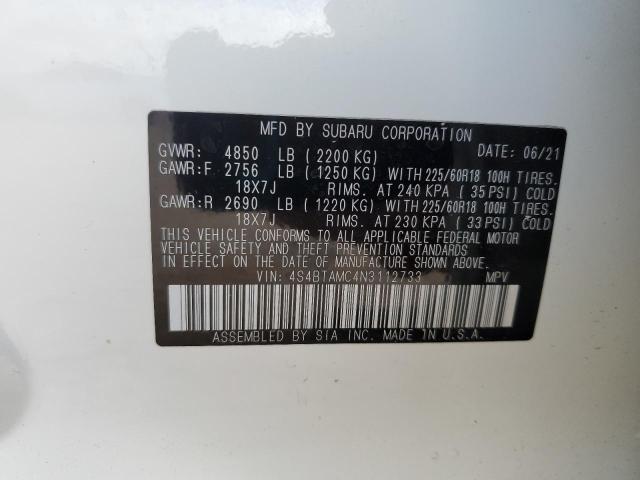 MFD BY SUBARU CORPORATION DATE: 06/21
GVWR: 4850 LB (2200 KG)
GAWR:F 2756 LB (1250 KG) WITH 225/60R18 100H TIRES.
18X7J RIMS. AT 240 KPA (35 PSI) COLD
GAWR:R 2690 LB (1220 KG) WITH 225/60R18 100H TIRES.
18X7J RIMS. AT 230 KPA (33 PSI) COLD
THIS VEHICLE CONFORMS TO ALL APPLICABLE FEDERAL MOTOR
VEHICLE SAFETY AND THEFT PREVENTION STANDARDS
IN EFFECT ON THE DATE OF MANUFACTURE SHOWN ABOVE.
VIN: 4S4BTAMC4N3112733 MPV
ASSEMBLED BY SIA INC. MADE IN U.S.A.